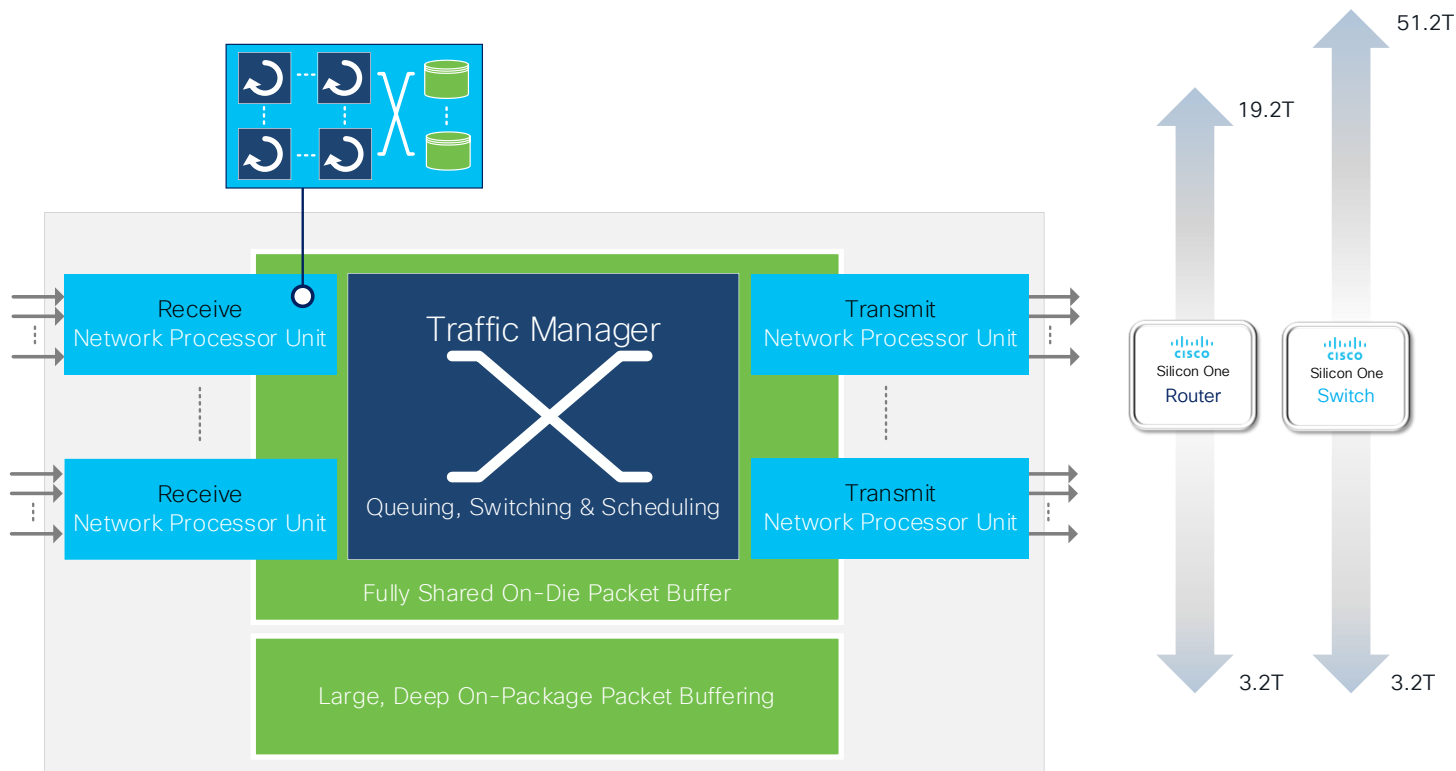 51.2T
19.2T
Receive
Network Processor Unit
Traffic Manager
Transmit
Network Processor Unit
CISCO
Silicon One
Router
CISCO
Silicon One
Switch
Receive
Network Processor Unit
Queuing, Switching & Scheduling
Transmit
Network Processor Unit
Fully Shared On-Die Packet Buffer
Large, Deep On-Package Packet Buffering
3.2T
3.2T